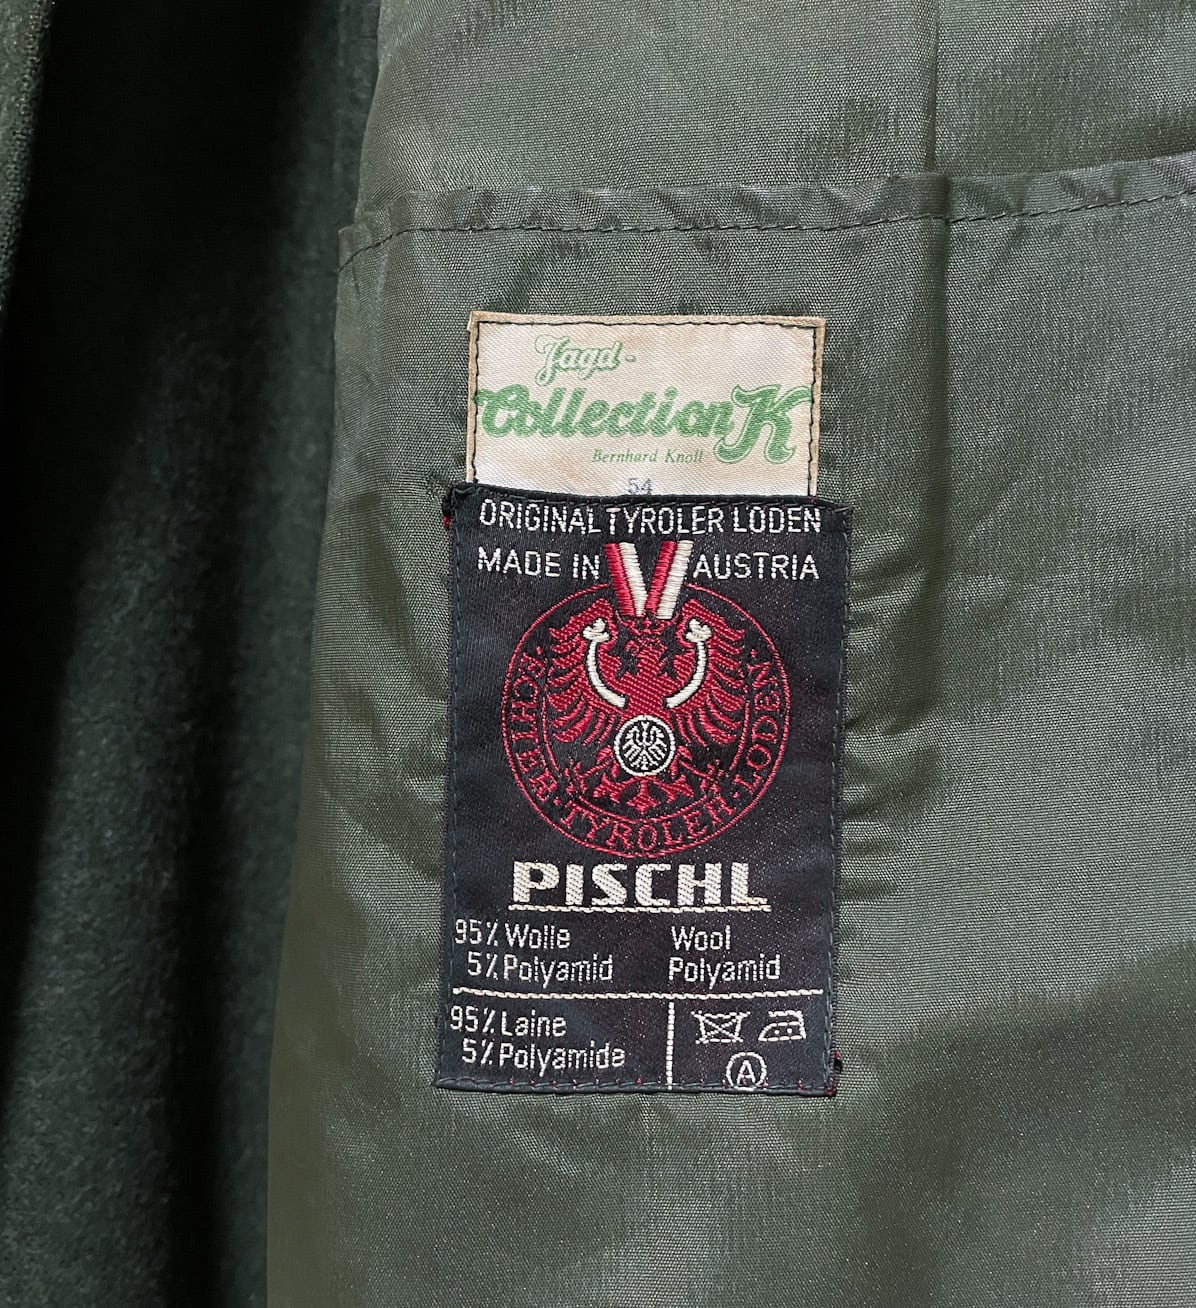 Jagd-
Collection K
Bernhard Knoll
54
ORIGINAL TYROLER LODEN
MADE IN AUSTRIA
ECHTER·TYROLER·LODEN
PISCHL
95% Wolle Wool
5% Polyamid Polyamid
95% Laine
5% Polyamide
A